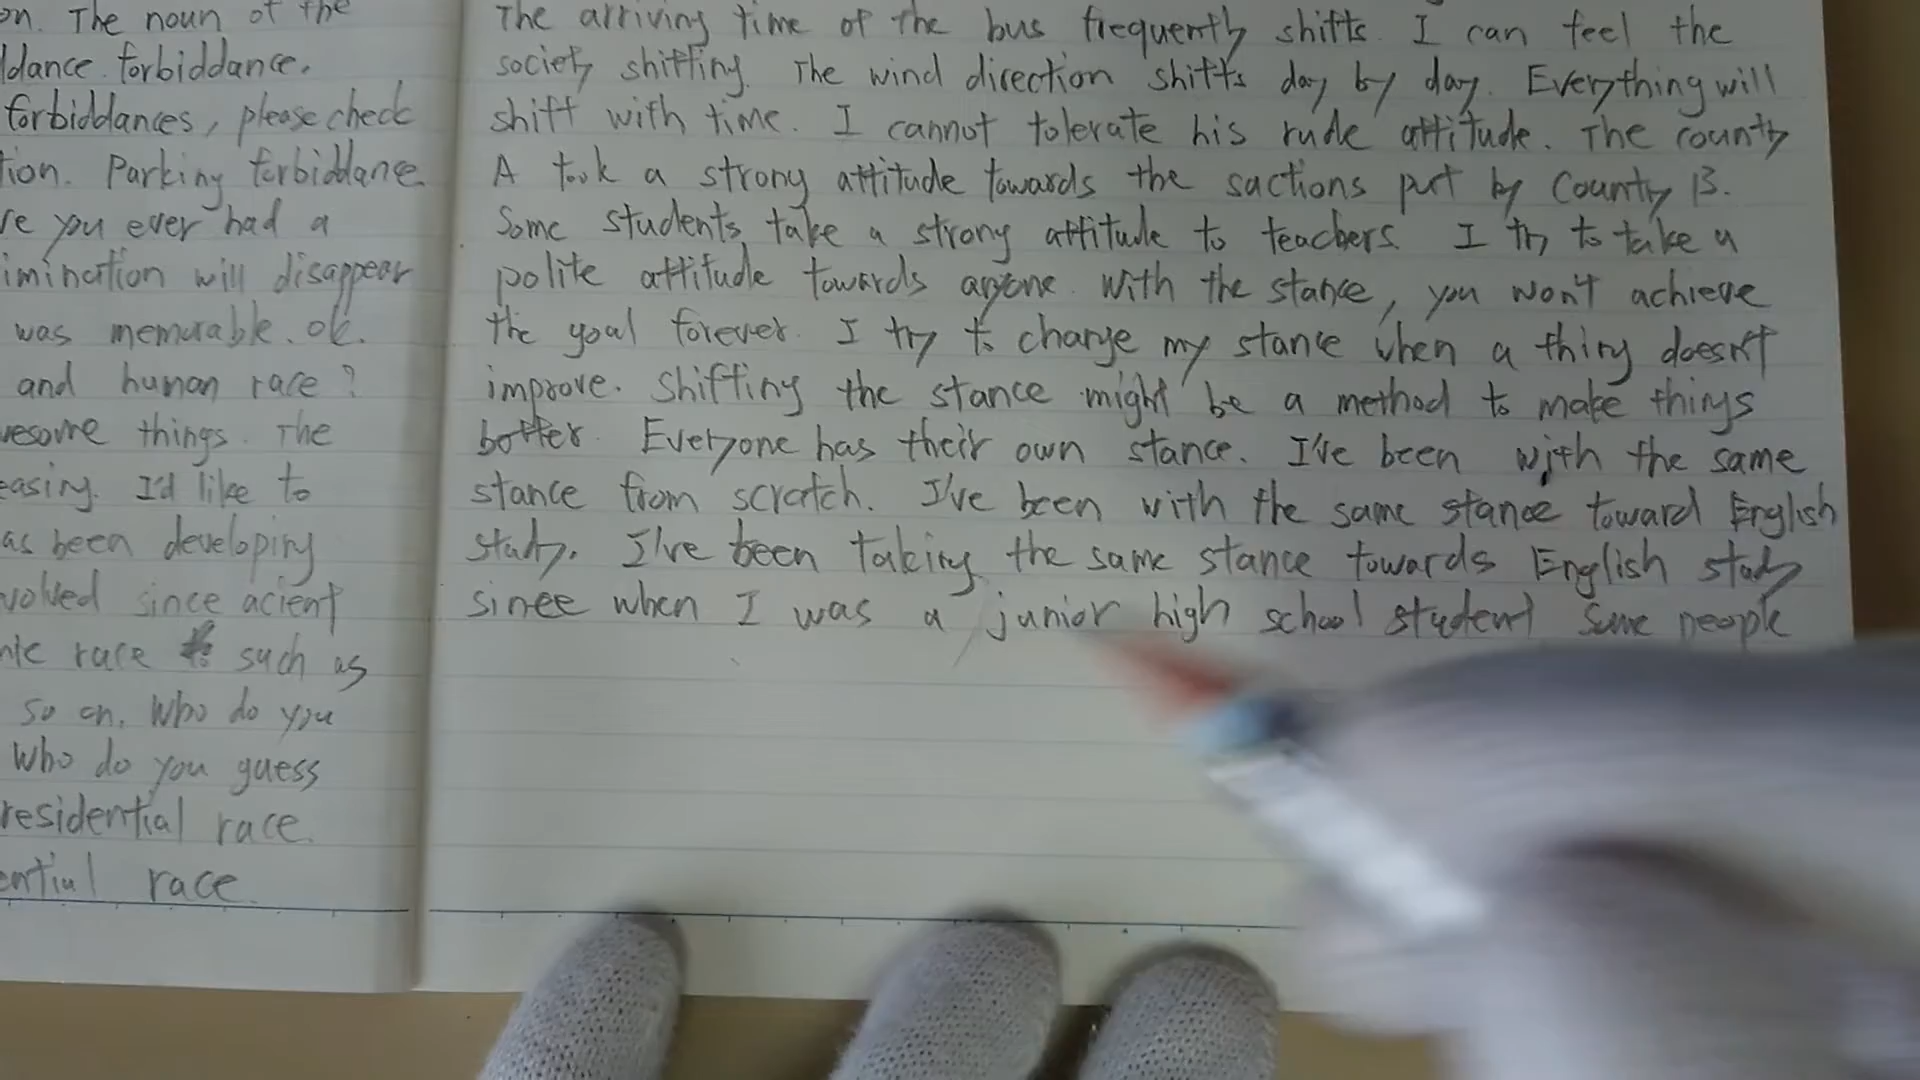 on. The noun of the
ddance forbiddance.
forbiddances, please check
tion. Parking forbiddance.
ve you ever had a
imination will disappear
was memorable. ok.
and human race?
wesome things. The
easing. I'd like to
as been developing
volved since acient
nic race such as
so on. Who do you
Who do you guess
residential race.
ential race.
The arriving time of the bus frequently shifts. I can feel the
society shifting. The wind direction shifts day by day. Everything will
shift with time. I cannot tolerate his rude attitude. The county
A took a strong attitude towards the sactions put by County B.
Some students take a strong attitude to teachers. I try to take a
polite attitude towards anyone. With the stance, you won't achieve
the goal forever. I try to change my stance when a thing doesn't
improve. Shifting the stance might be a method to make things
better. Everyone has their own stance. I've been with the same
stance from scratch. I've been with the same stance toward English
study. I've been taking the same stance towards English study
since when I was a junior high school student Some people